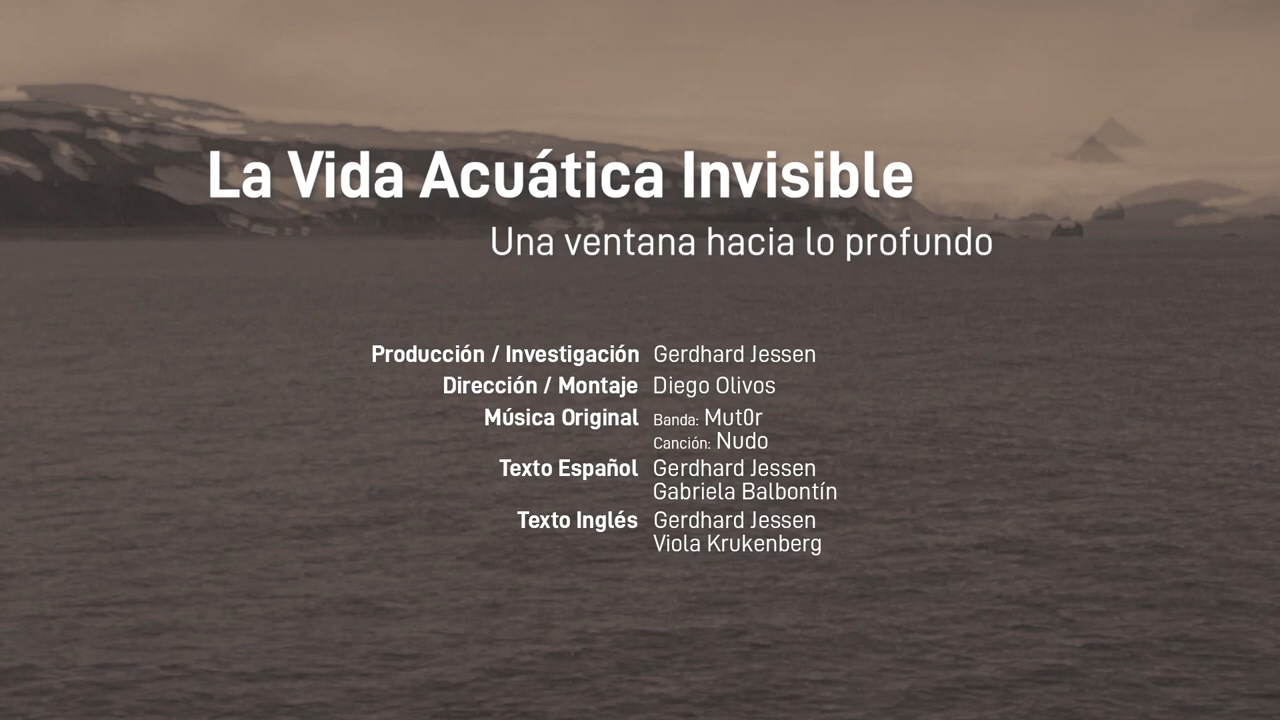 La Vida Acuática Invisible
Una ventana hacia lo profundo
Producción / Investigación Gerdhard Jessen
Dirección / Montaje Diego Olivos
Música Original Banda: Mut0r
Canción: Nudo
Texto Español Gerdhard Jessen
Gabriela Balbontín
Texto Inglés Gerdhard Jessen
Viola Krukenberg